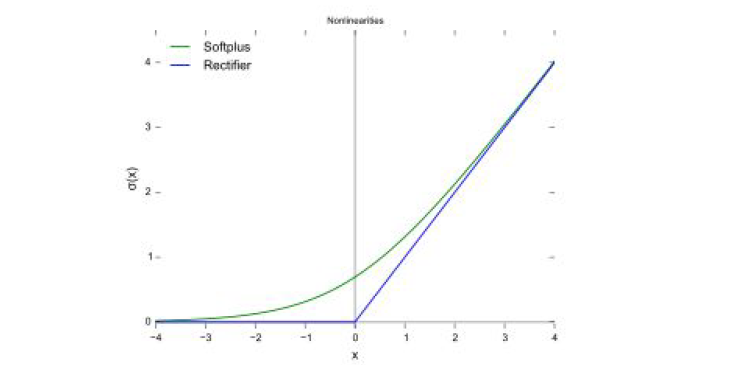 Nonlinearities
Softplus
Rectifier
4
3
2
1
0
σ(x)
−4 −3 −2 −1 0 1 2 3 4
x